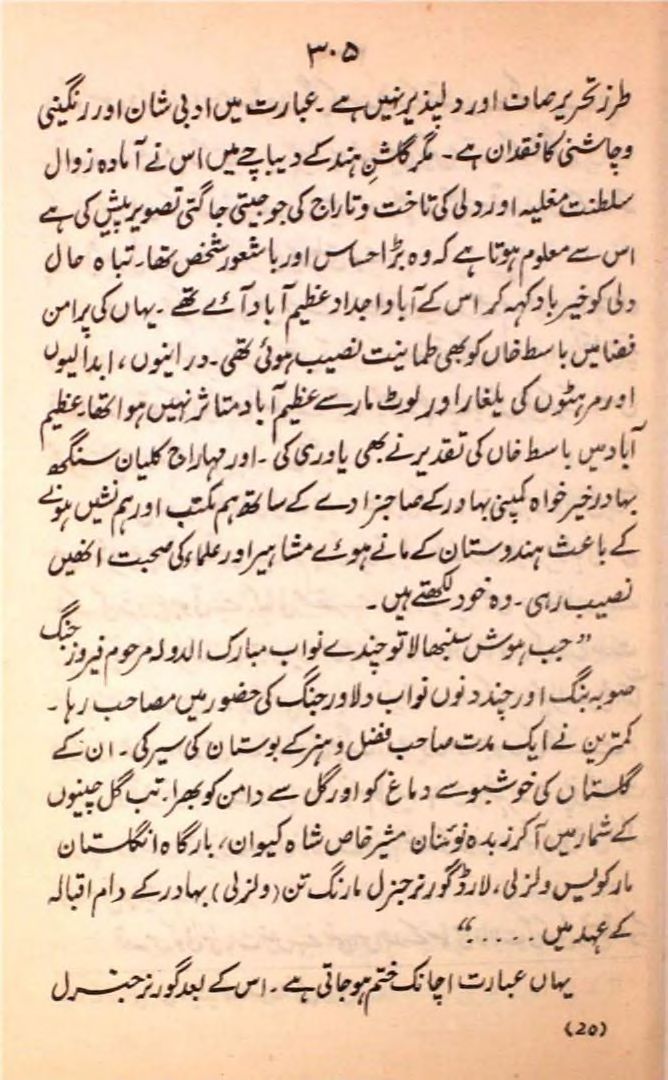 ۳۰۵
طرز تحریر صاف اور دلپذیر نہیں ہے ۔ عبارت میں ادبی شان اور رنگینی
و چاشنی کا فقدان ہے ۔ مگر گلشنِ ہند کے دیباچے میں اس نے آمادہ زوال
سلطنت مغلیہ اور دلی کی تاخت و تاراج کی جو جیتی جاگتی تصویر پیش کی ہے
اس سے معلوم ہوتا ہے کہ وہ بڑا حساس اور باشعور شخص تھا۔ تباہ حال
دلی کو خیرباد کہہ کر اس کے آبا و اجداد عظیم آباد آئے تھے ۔ یہاں کی پرامن
فضا میں باسط خاں کو بھی طمانیت نصیب ہوئی تھی ۔ درانیوں ، ابدالیوں
اور مرہٹوں کی یلغار اور لوٹ مار سے عظیم آباد متاثر نہیں ہوا تھا۔ عظیم
آباد میں باسط خاں کی تقدیر نے بھی یاوری کی ۔ اور مہاراج کلیان سنگھ
بہادر خیر خواہ کمپنی بہادر کے صاحبزادے کے ساتھ ہم مکتب اور ہم نشیں ہونے
کے باعث ہندوستان کے مانے ہوئے مشاہیر اور علماء کی صحبت انھیں
نصیب رہی ۔ وہ خود لکھتے ہیں ۔
” جب ہوش سنبھالا تو چندے نواب مبارک الدولہ مرحوم فیروز جنگ
صوبہ بنگ اور چند دنوں نواب دلاور جنگ کی حضور میں مصاحب رہا ۔
کمترین نے ایک مدت صاحب فضل و ہنر کے بوستان کی سیر کی ۔ ان کے
گلستاں کی خوشبو سے دماغ کو اور گل سے دامن کو بھرا۔ تب گل چینوں
کے شمار میں آکر زبدہ نوئنان مشیر خاص شاہ کیوان ، بارگاہ انگلستان
مارکویس ولزلی ، لارڈ گورنر جنرل مارنگ تن (ولزلی) بہادر کے دام اقبالہ
کے عہد میں .....“
یہاں عبارت اچانک ختم ہو جاتی ہے ۔ اس کے بعد گورنر جنرل
(20)